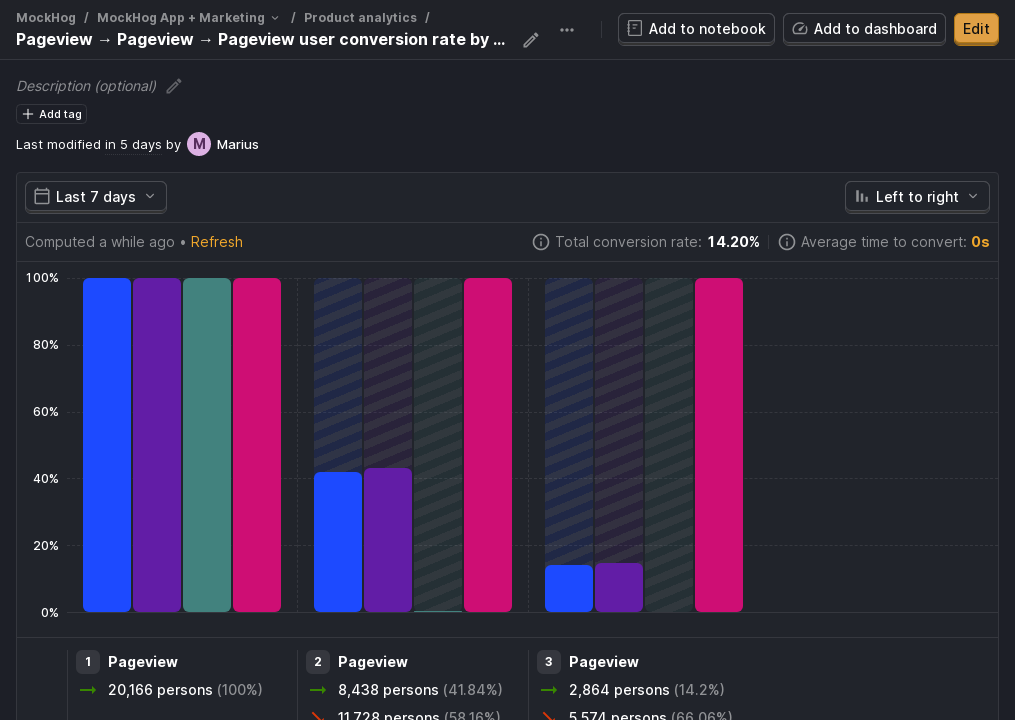 MockHog / MockHog App + Marketing / Product analytics /
Pageview → Pageview → Pageview user conversion rate by ...
Add to notebook
Add to dashboard
Edit
Description (optional)
Add tag
Last modified in 5 days by M Marius
Last 7 days
Left to right
Computed a while ago • Refresh
Total conversion rate: 14.20%
Average time to convert: 0s
100%
80%
60%
40%
20%
0%
1 Pageview
20,166 persons (100%)
2 Pageview
8,438 persons (41.84%)
11,728 persons (58.16%)
3 Pageview
2,864 persons (14.2%)
5,574 persons (66.06%)